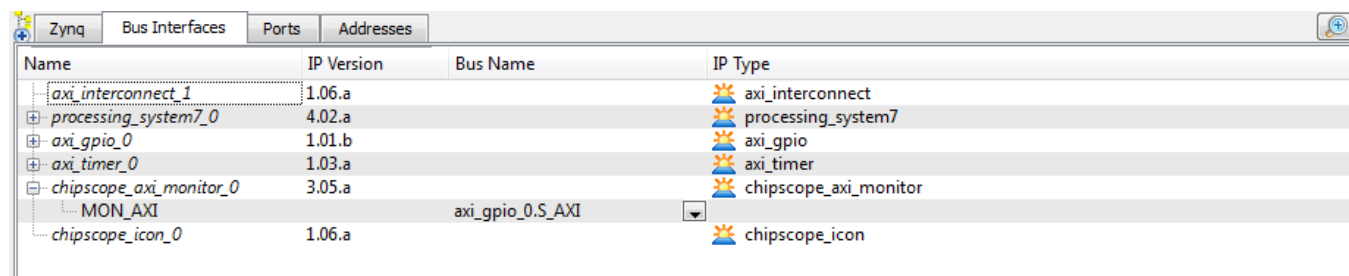 Zynq Bus Interfaces Ports Addresses
Name IP Version Bus Name IP Type
axi_interconnect_1 1.06.a axi_interconnect
processing_system7_0 4.02.a processing_system7
axi_gpio_0 1.01.b axi_gpio
axi_timer_0 1.03.a axi_timer
chipscope_axi_monitor_0 3.05.a chipscope_axi_monitor
MON_AXI axi_gpio_0.S_AXI
chipscope_icon_0 1.06.a chipscope_icon